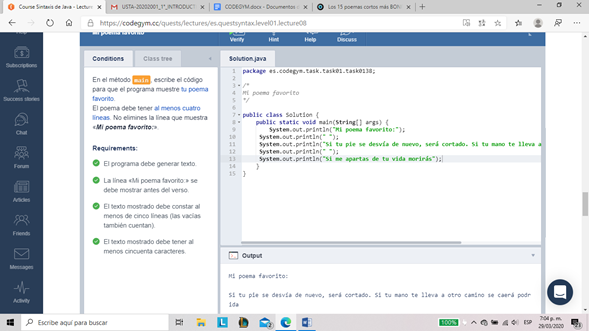 Course Sintaxis de Java - Lecture
USTA-20202001_1°_INTRODUCT
CODEGYM.docx - Documentos d
Los 15 poemas cortos más BON
https://codegym.cc/quests/lectures/es.questsyntax.level01.lecture08
Mi poema favorito
Verify
Hint
Help
Discuss
Subscriptions
Success stories
Chat
Forum
Articles
Friends
Messages
Activity
Conditions
Class tree
En el método main, escribe el código
para que el programa muestre tu poema
favorito.
El poema debe tener al menos cuatro
líneas. No elimines la línea que muestra
«Mi poema favorito:»
Requirements:
El programa debe generar texto.
La línea «Mi poema favorito:» se
debe mostrar antes del verso.
El texto mostrado debe constar al
menos de cinco líneas (las vacías
también cuentan).
El texto mostrado debe tener al
menos cincuenta caracteres.
Solution.java
1 package es.codegym.task.task01.task0138;
2
3 /*
4 Mi poema favorito
5 */
6
7 public class Solution {
8 public static void main(String[] args) {
9 System.out.println("Mi poema favorito:");
10 System.out.println(" ");
11 System.out.println("Si tu pie se desvía de nuevo, será cortado. Si tu mano te lleva a
12 System.out.println(" ");
13 System.out.println("Si me apartas de tu vida morirás");
14 }
15 }
Output
Mi poema favorito:
Si tu pie se desvía de nuevo, será cortado. Si tu mano te lleva a otro camino se caerá podr
ida
Escribe aquí para buscar
100%
ESP
7:04 p. m.
29/03/2020